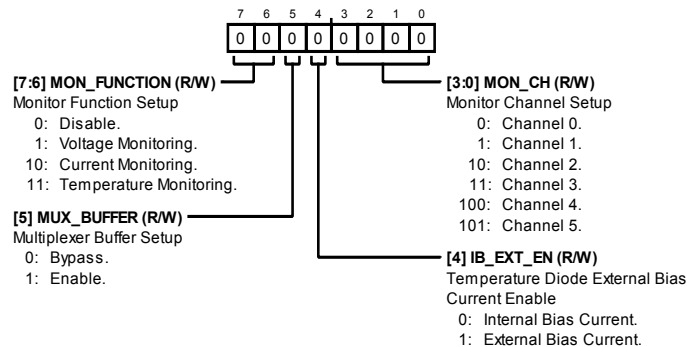 7 6 5 4 3 2 1 0
0 0 0 0 0 0 0 0
[7:6] MON_FUNCTION (R/W)
Monitor Function Setup
0: Disable.
1: Voltage Monitoring.
10: Current Monitoring.
11: Temperature Monitoring.
[5] MUX_BUFFER (R/W)
Multiplexer Buffer Setup
0: Bypass.
1: Enable.
[3:0] MON_CH (R/W)
Monitor Channel Setup
0: Channel 0.
1: Channel 1.
10: Channel 2.
11: Channel 3.
100: Channel 4.
101: Channel 5.
[4] IB_EXT_EN (R/W)
Temperature Diode External Bias
Current Enable
0: Internal Bias Current.
1: External Bias Current.